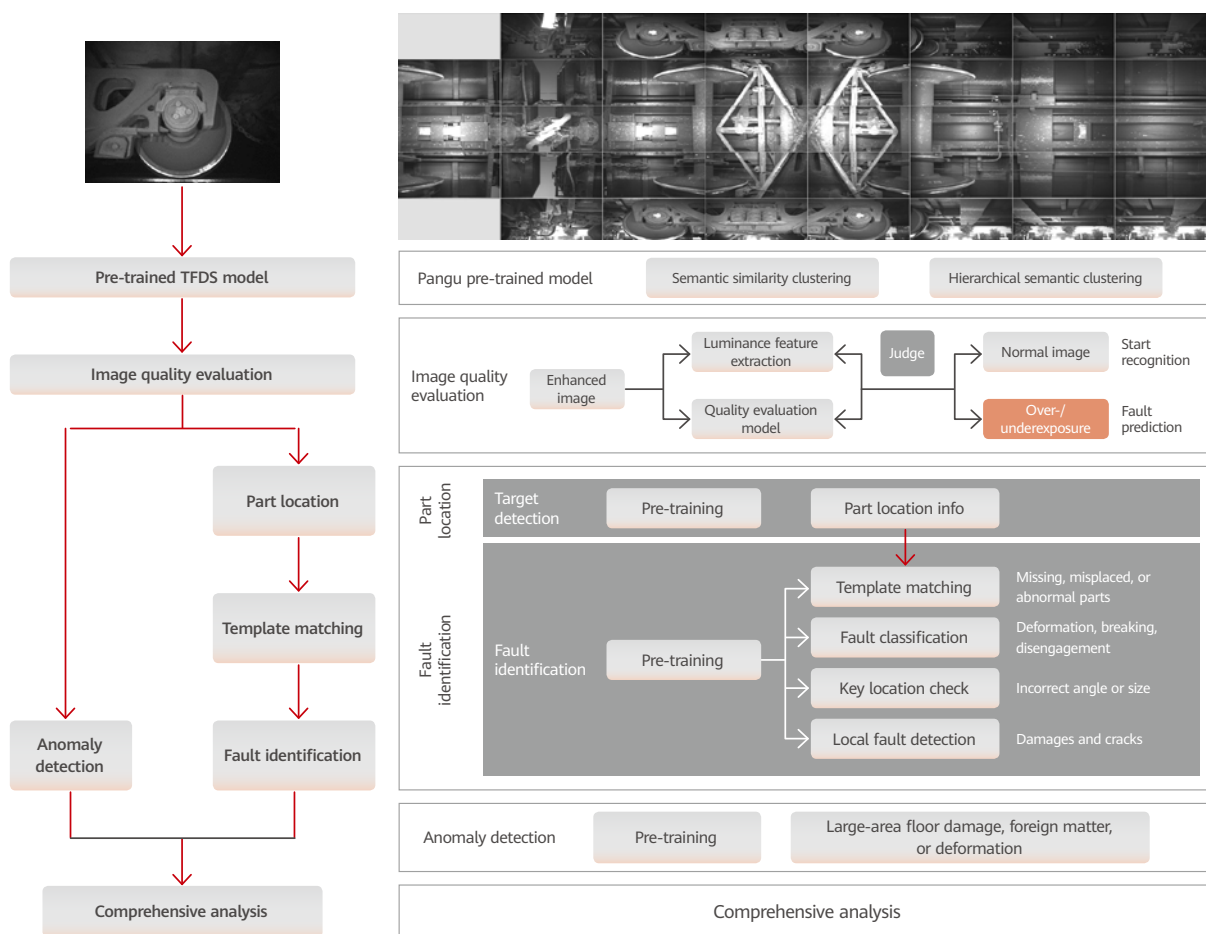 Pre-trained TFDS model
Image quality evaluation
Part location
Template matching
Anomaly
detection
Fault identification
Comprehensive analysis
Pangu pre-trained model
Semantic similarity clustering
Hierarchical semantic clustering
Image quality
evaluation
Enhanced
image
Luminance feature
extraction
Quality evaluation
model
Judge
Normal image
Start
recognition
Over-/
underexposure
Fault
prediction
Part
location
Target
detection
Pre-training
Part location info
Fault
identification
Fault
identification
Pre-training
Template matching
Missing, misplaced, or
abnormal parts
Fault classification
Deformation, breaking,
disengagement
Key location check
Incorrect angle or size
Local fault detection
Damages and cracks
Anomaly detection
Pre-training
Large-area floor damage, foreign matter,
or deformation
Comprehensive analysis